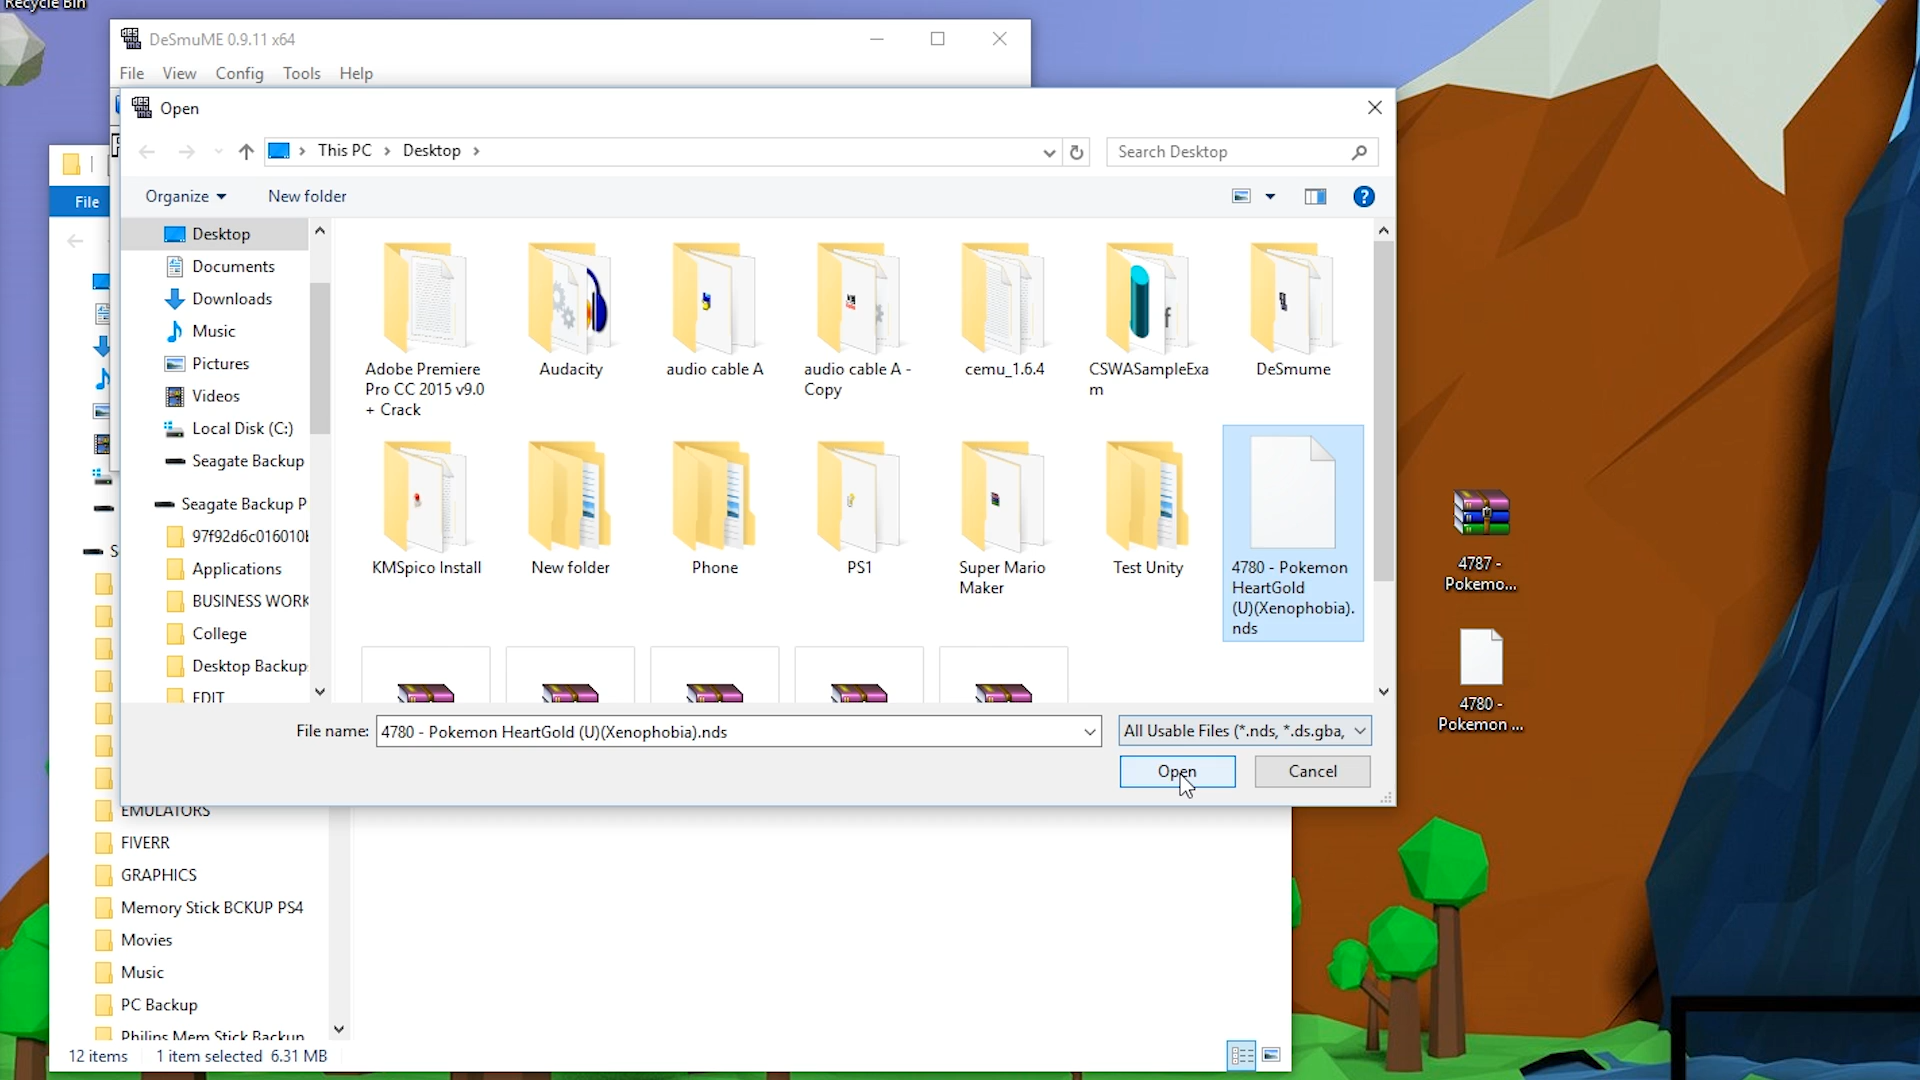 Recycle Bin
DeSmuME 0.9.11 x64
File View Config Tools Help
Open
This PC Desktop
Search Desktop
Organize New folder
File
Desktop
Documents
Downloads
Music
Pictures
Videos
Local Disk (C:)
Seagate Backup
Seagate Backup P
97f92d6c016010
Applications
BUSINESS WORK
College
Desktop Backup
EDIT
Adobe Premiere
Pro CC 2015 v9.0
+ Crack
Audacity
audio cable A
audio cable A -
Copy
cemu_1.6.4
CSWASampleExa
m
DeSmume
KMSpico Install
New folder
Phone
PS1
Super Mario
Maker
Test Unity
4780 - Pokemon
HeartGold
(U)(Xenophobia).
nds
File name: 4780 - Pokemon HeartGold (U)(Xenophobia).nds
All Usable Files (*.nds, *.ds.gba,
Open Cancel
S
EMULATORS
FIVERR
GRAPHICS
Memory Stick BCKUP PS4
Movies
Music
PC Backup
Philips Mem Stick Backup
12 items 1 item selected 6.31 MB
4787 -
Pokemo...
4780 -
Pokemon ...